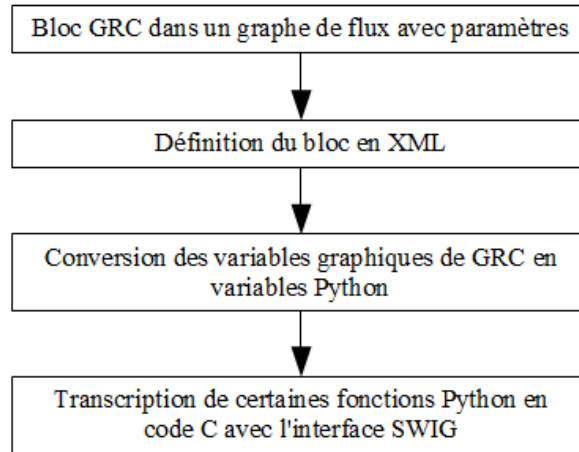 Bloc GRC dans un graphe de flux avec paramètres
Définition du bloc en XML
Conversion des variables graphiques de GRC en
variables Python
Transcription de certaines fonctions Python en
code C avec l'interface SWIG